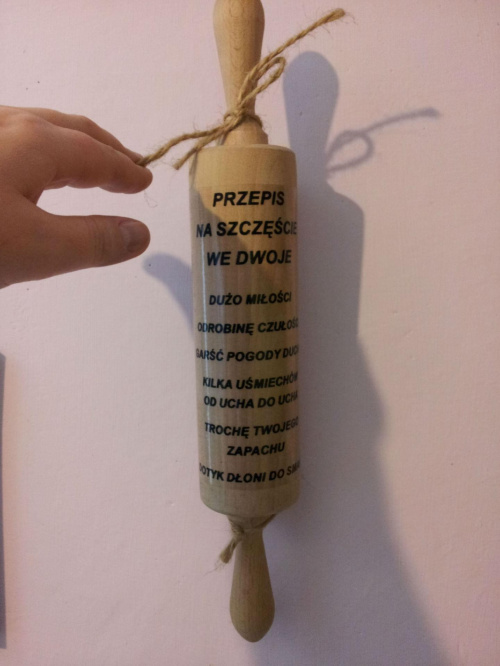 PRZEPIS
NA SZCZĘŚCIE
WE DWOJE
DUŻO MIŁOŚCI
ODROBINĘ CZUŁOŚCI
GARŚĆ POGODY DUCHA
KILKA UŚMIECHÓW
OD UCHA DO UCHA
TROCHĘ TWOJEGO
ZAPACHU
DOTYK DŁONI DO